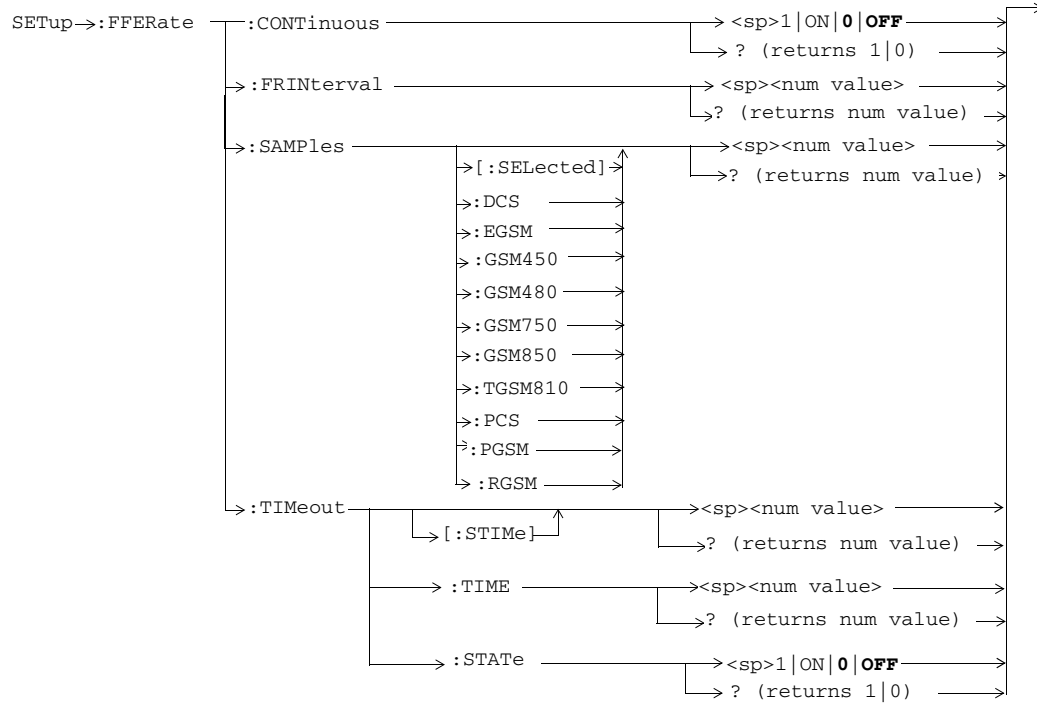 SETup :FFERate :CONTinuous <sp>1|ON|0|OFF
? (returns 1|0)
:FRINterval <sp><num value>
? (returns num value)
:SAMPles <sp><num value>
[:SELected] ? (returns num value)
:DCS
:EGSM
:GSM450
:GSM480
:GSM750
:GSM850
:TGSM810
:PCS
:PGSM
:RGSM
:TIMeout <sp><num value>
[:STIMe] ? (returns num value)
:TIME <sp><num value>
? (returns num value)
:STATe <sp>1|ON|0|OFF
? (returns 1|0)